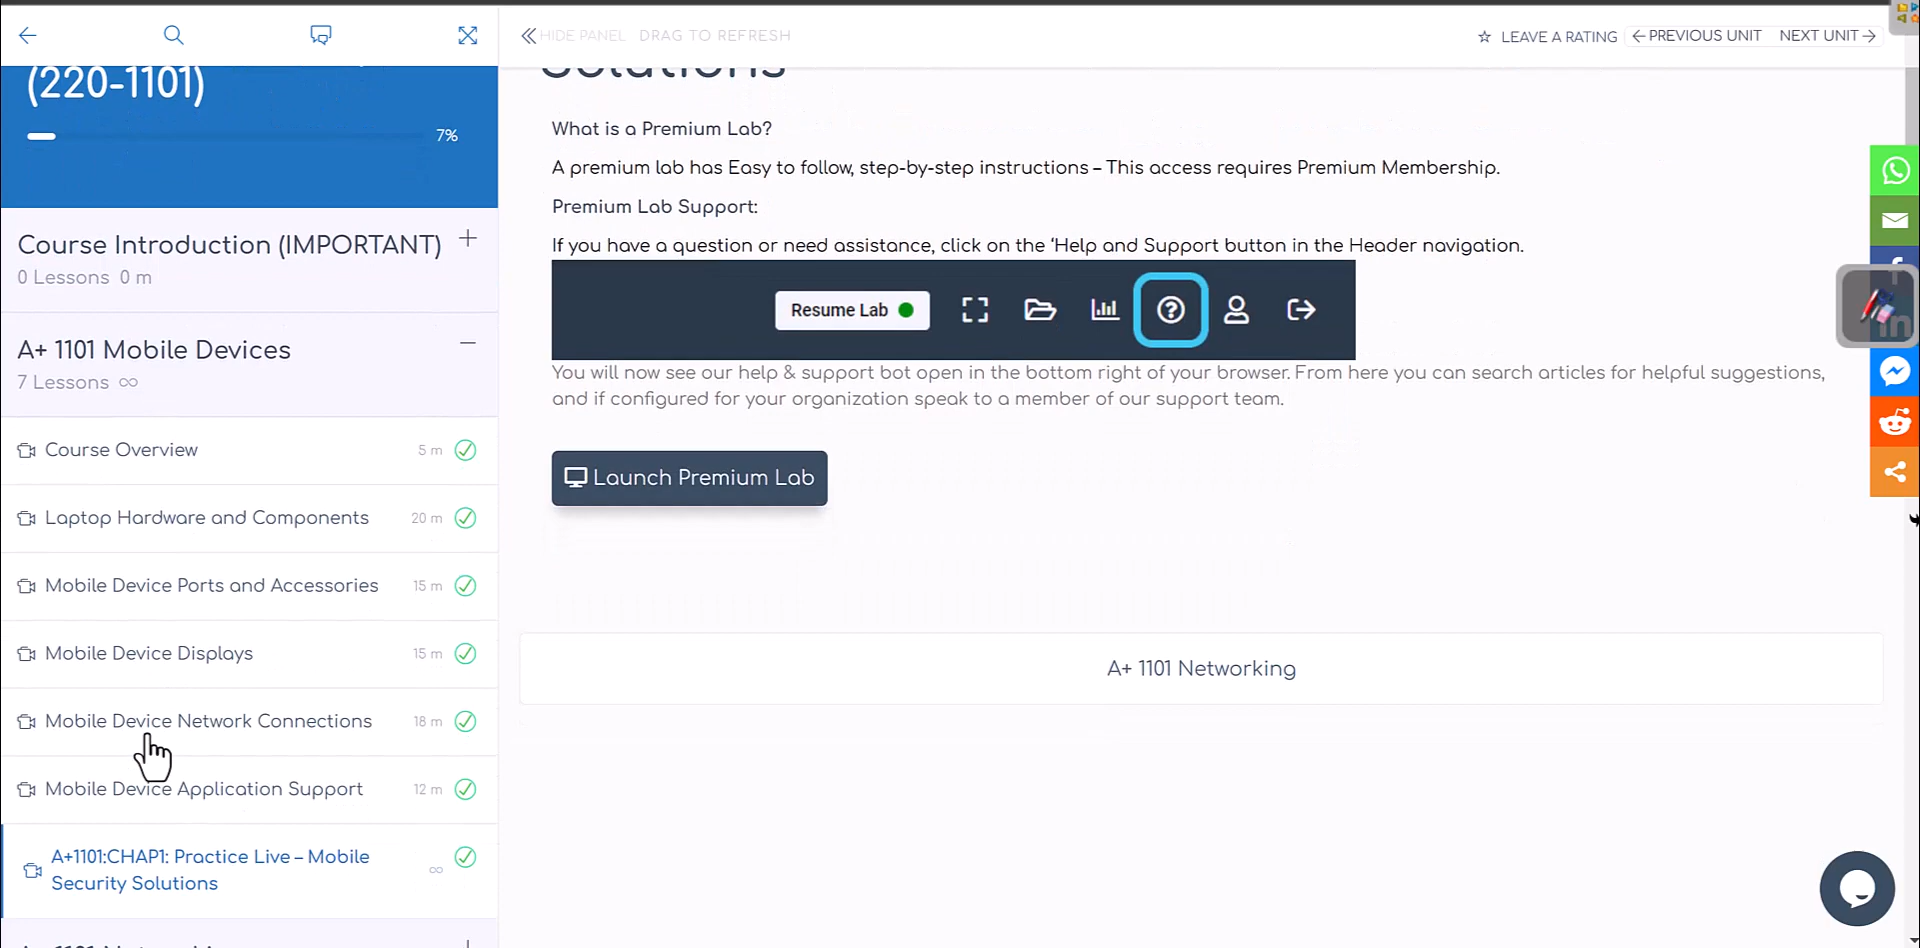 HIDE PANEL DRAG TO REFRESH
LEAVE A RATING
PREVIOUS UNIT
NEXT UNIT
(220-1101)
7%
Course Introduction (IMPORTANT)
0 Lessons 0 m
A+ 1101 Mobile Devices
7 Lessons ∞
Course Overview 5 m
Laptop Hardware and Components 20 m
Mobile Device Ports and Accessories 15 m
Mobile Device Displays 15 m
Mobile Device Network Connections 18 m
Mobile Device Application Support 12 m
A+1101:CHAP1: Practice Live – Mobile
Security Solutions ∞
Solutions
What is a Premium Lab?
A premium lab has Easy to follow, step-by-step instructions – This access requires Premium Membership.
Premium Lab Support:
If you have a question or need assistance, click on the ‘Help and Support button in the Header navigation.
Resume Lab
You will now see our help & support bot open in the bottom right of your browser. From here you can search articles for helpful suggestions,
and if configured for your organization speak to a member of our support team.
Launch Premium Lab
A+ 1101 Networking